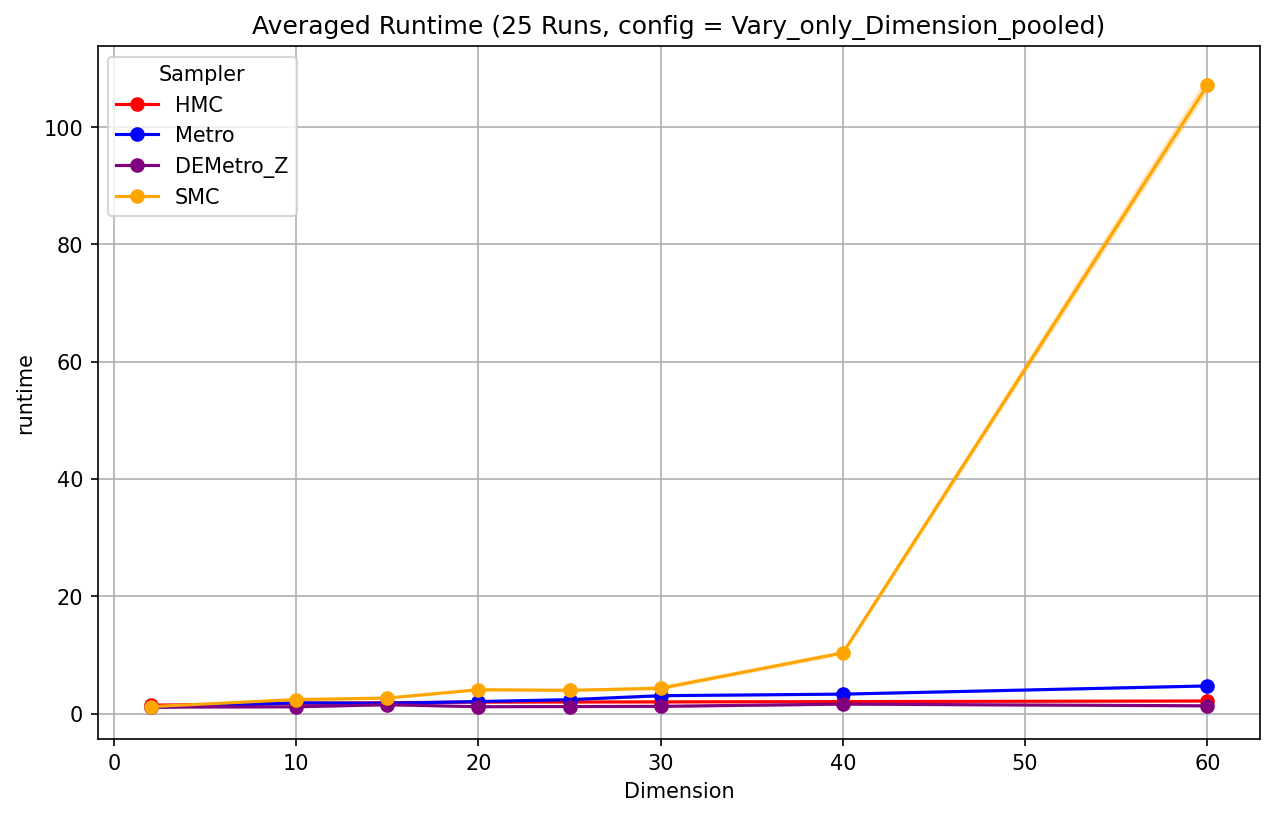 Averaged Runtime (25 Runs, config = Vary_only_Dimension_pooled)
Sampler
HMC
Metro
DEMetro_Z
SMC
runtime
100
80
60
40
20
0
0 10 20 30 40 50 60
Dimension